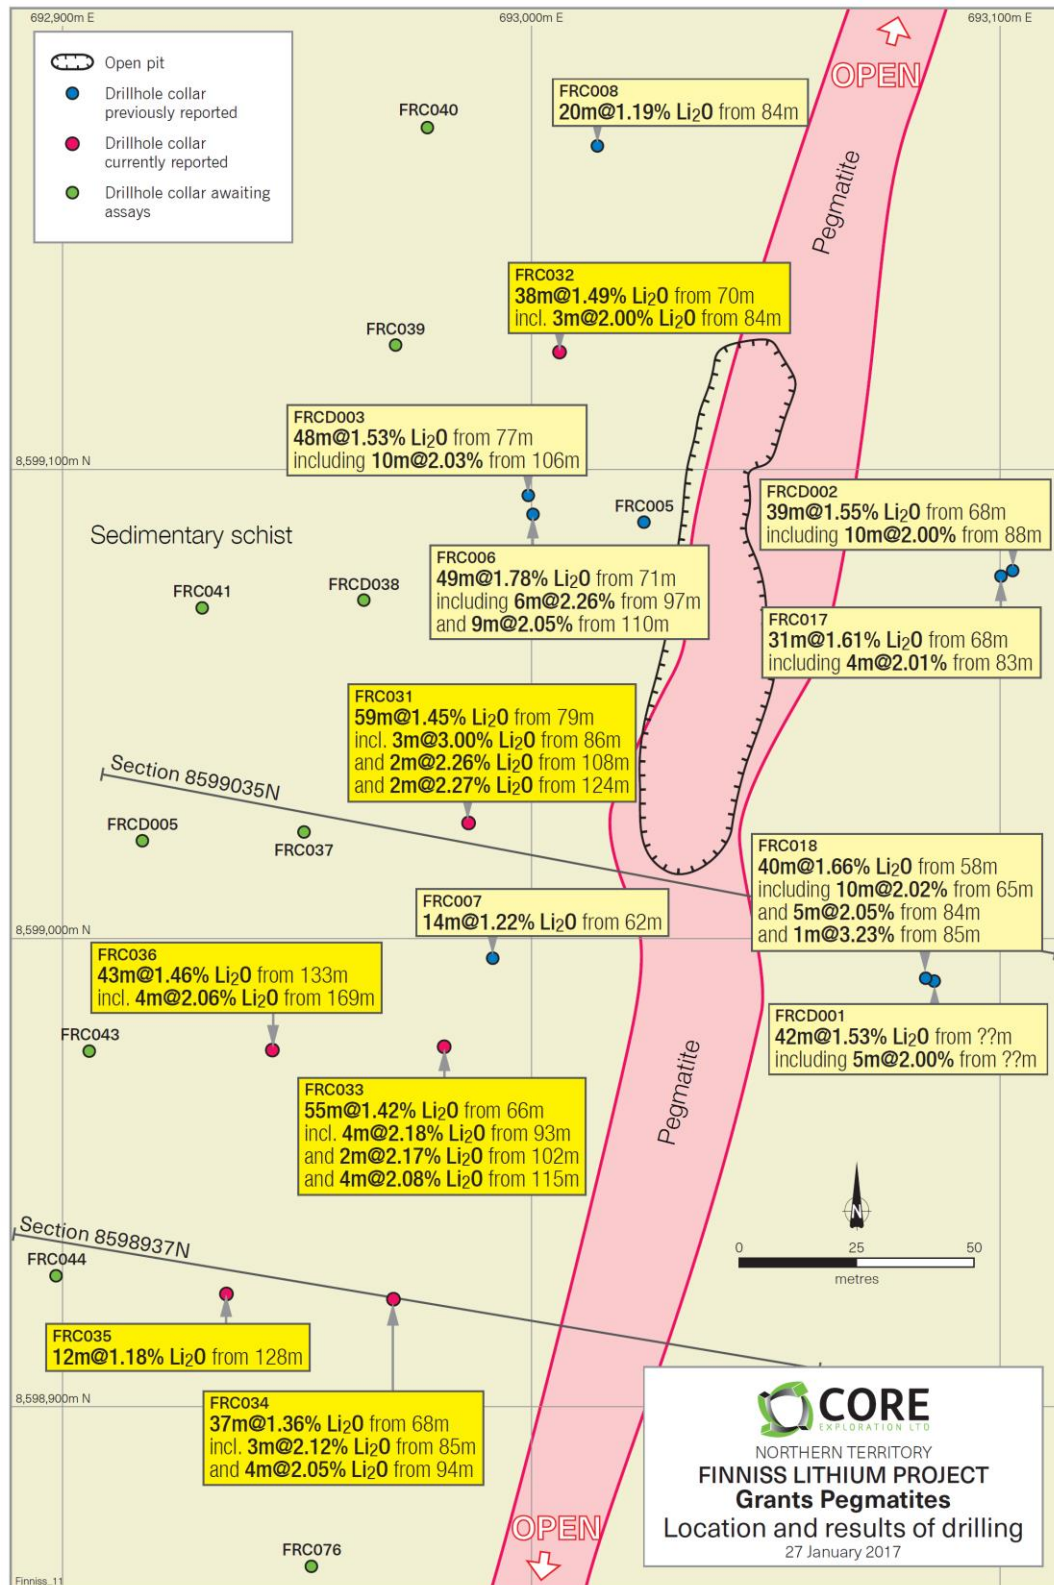 692,900m E
693,000m E
693,100m E
Open pit
Drillhole collar
previously reported
Drillhole collar
currently reported
Drillhole collar awaiting
assays
OPEN
FRC040
FRC008
20m@1.19% Li₂O from 84m
Pegmatite
FRC032
38m@1.49% Li₂O from 70m
incl. 3m@2.00% Li₂O from 84m
FRC039
FRCD003
48m@1.53% Li₂O from 77m
including 10m@2.03% from 106m
8,599,100m N
FRC005
FRCD002
39m@1.55% Li₂O from 68m
including 10m@2.00% from 88m
Sedimentary schist
FRC006
49m@1.78% Li₂O from 71m
including 6m@2.26% from 97m
and 9m@2.05% from 110m
FRC041
FRCD038
FRC017
31m@1.61% Li₂O from 68m
including 4m@2.01% from 83m
FRC031
59m@1.45% Li₂O from 79m
incl. 3m@3.00% Li₂O from 86m
and 2m@2.26% Li₂O from 108m
and 2m@2.27% Li₂O from 124m
Section 8599035N
FRCD005
FRC037
FRC018
40m@1.66% Li₂O from 58m
including 10m@2.02% from 65m
and 5m@2.05% from 84m
and 1m@3.23% from 85m
FRC007
14m@1.22% Li₂O from 62m
8,599,000m N
FRC036
43m@1.46% Li₂O from 133m
incl. 4m@2.06% Li₂O from 169m
FRCD001
42m@1.53% Li₂O from ??m
including 5m@2.00% from ??m
FRC043
FRC033
55m@1.42% Li₂O from 66m
incl. 4m@2.18% Li₂O from 93m
and 2m@2.17% Li₂O from 102m
and 4m@2.08% Li₂O from 115m
Pegmatite
N
0 25 50
metres
Section 8598937N
FRC044
FRC035
12m@1.18% Li₂O from 128m
8,598,900m N
FRC034
37m@1.36% Li₂O from 68m
incl. 3m@2.12% Li₂O from 85m
and 4m@2.05% Li₂O from 94m
CORE
EXPLORATION LTD
NORTHERN TERRITORY
FINNISS LITHIUM PROJECT
Grants Pegmatites
Location and results of drilling
27 January 2017
OPEN
FRC076
Finniss_11